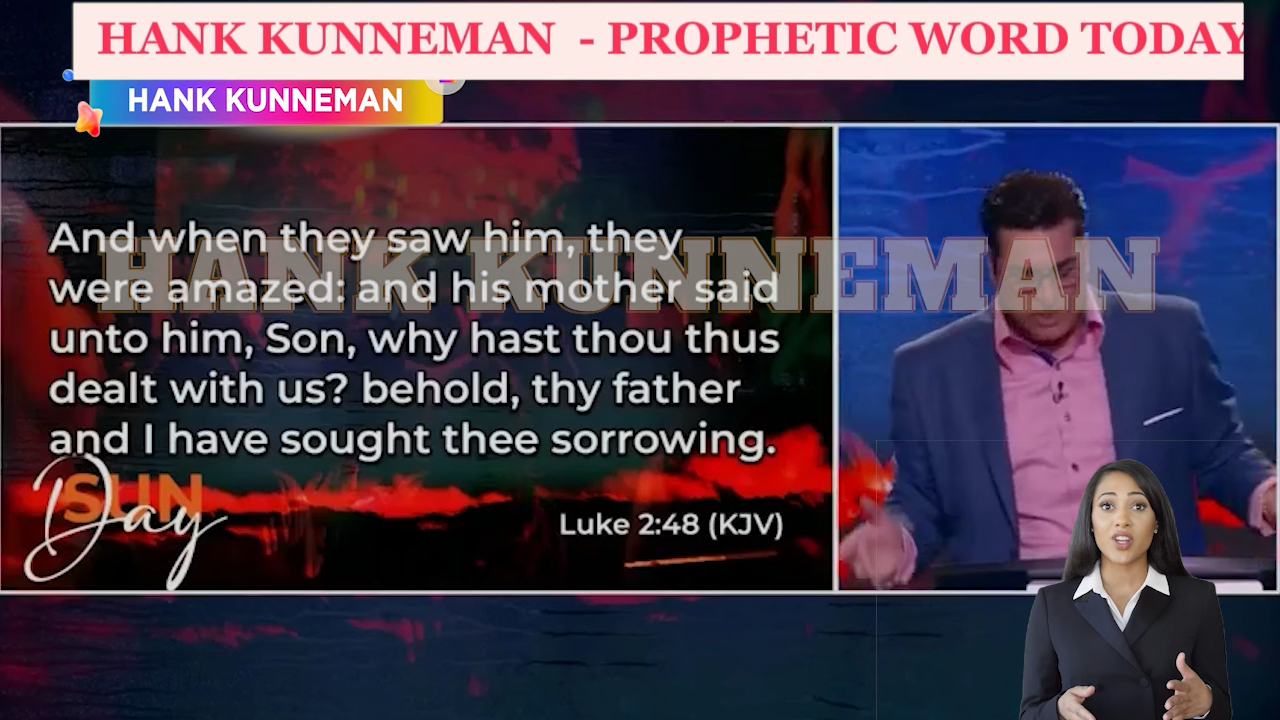 HANK KUNNEMAN - PROPHETIC WORD TODAY
HANK KUNNEMAN
HANK KUNNEMAN
And when they saw him, they
were amazed: and his mother said
unto him, Son, why hast thou thus
dealt with us? behold, thy father
and I have sought thee sorrowing.
SUN
Day
Luke 2:48 (KJV)